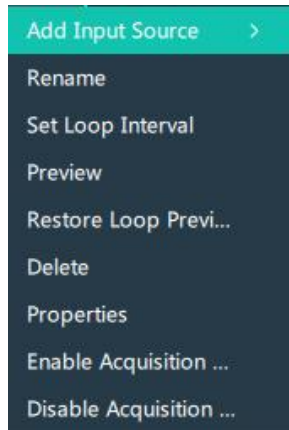 Add Input Source >
Rename
Set Loop Interval
Preview
Restore Loop Previ...
Delete
Properties
Enable Acquisition ...
Disable Acquisition ...